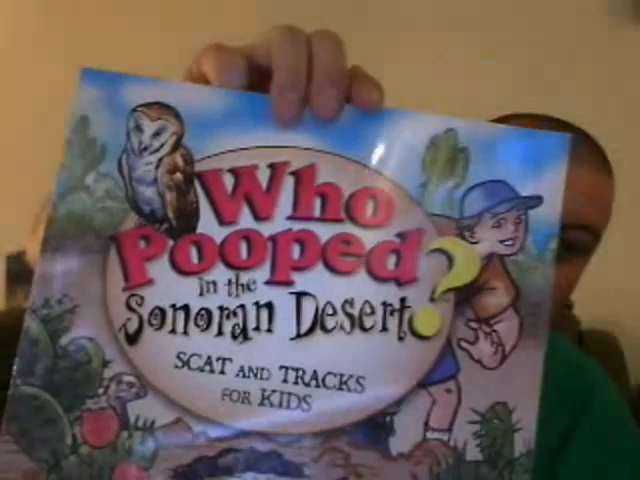 Who
Pooped?
in the
Sonoran Desert
SCAT AND TRACKS
FOR KIDS